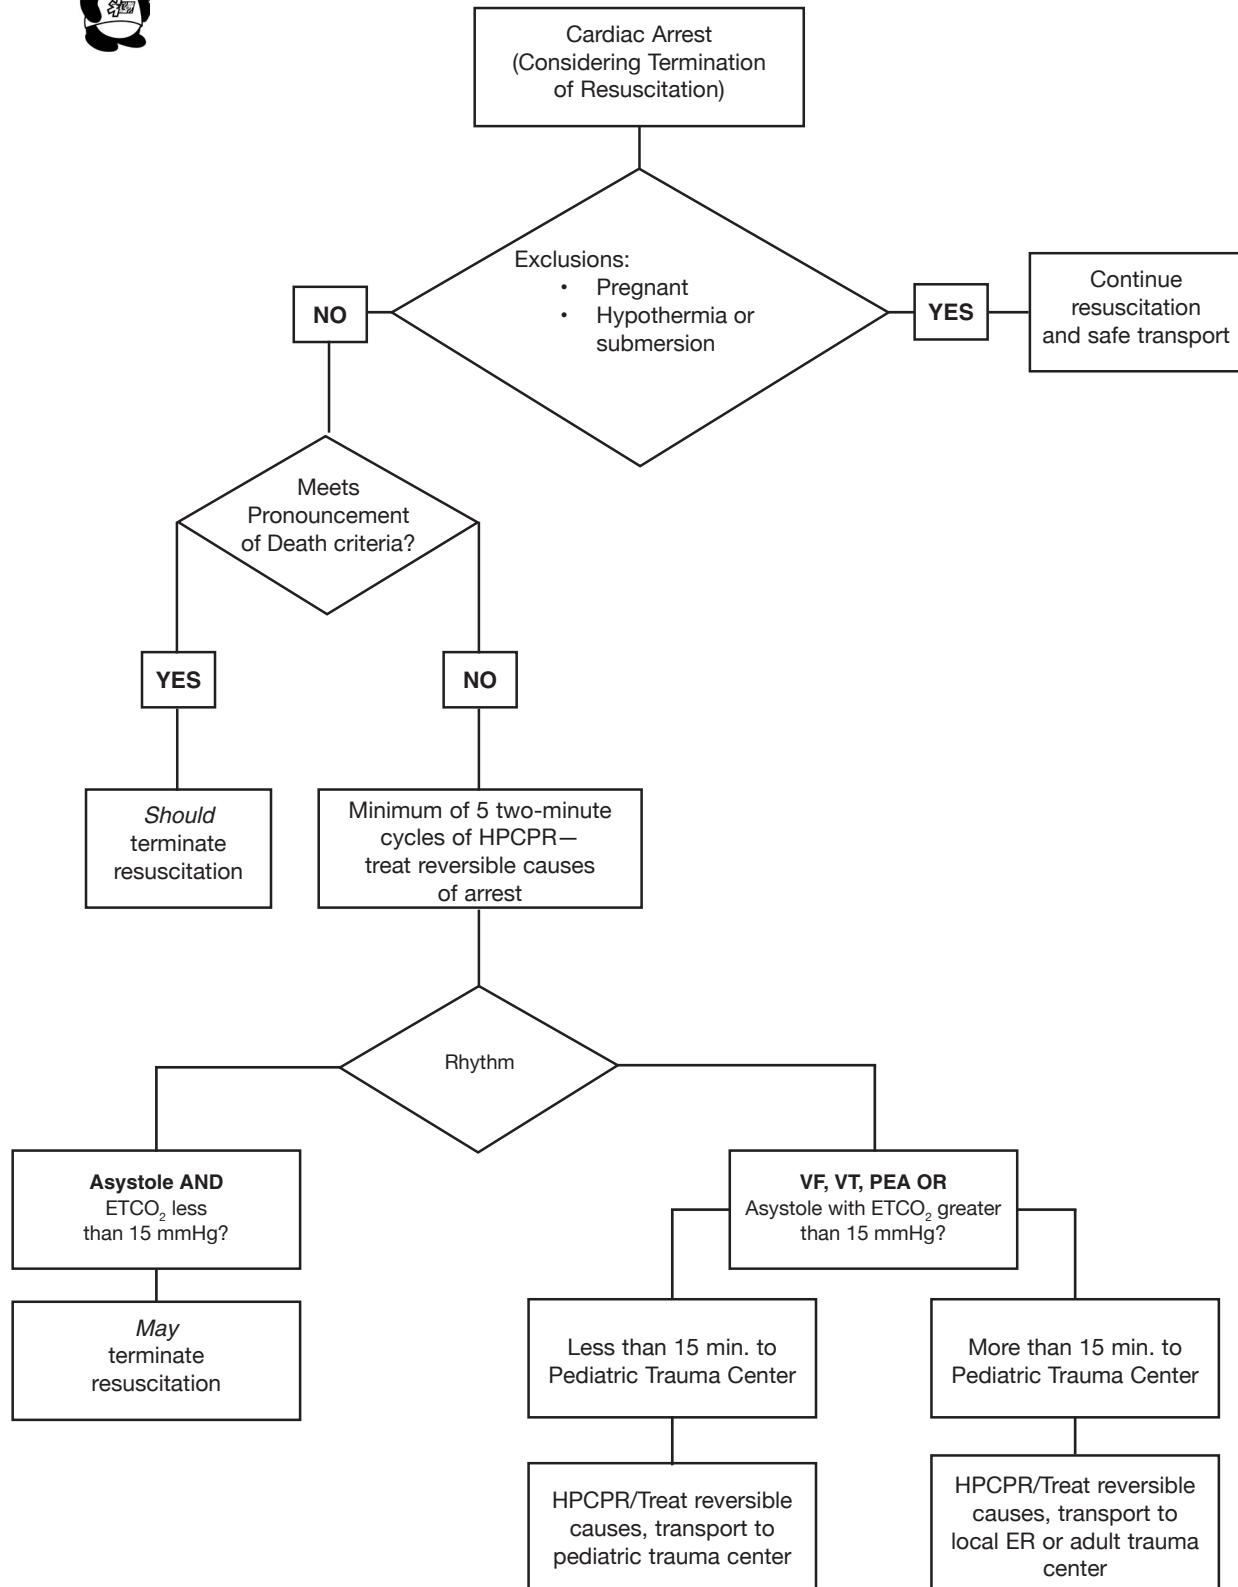 Cardiac Arrest
(Considering Termination
of Resuscitation)
Exclusions:
• Pregnant
• Hypothermia or
submersion
NO
YES
Continue
resuscitation
and safe transport
Meets
Pronouncement
of Death criteria?
YES
NO
Should
terminate
resuscitation
Minimum of 5 two-minute
cycles of HPCPR—
treat reversible causes
of arrest
Rhythm
Asystole AND
ETCO₂ less
than 15 mmHg?
May
terminate
resuscitation
VF, VT, PEA OR
Asystole with ETCO₂ greater
than 15 mmHg?
Less than 15 min. to
Pediatric Trauma Center
More than 15 min. to
Pediatric Trauma Center
HPCPR/Treat reversible
causes, transport to
pediatric trauma center
HPCPR/Treat reversible
causes, transport to
local ER or adult trauma
center